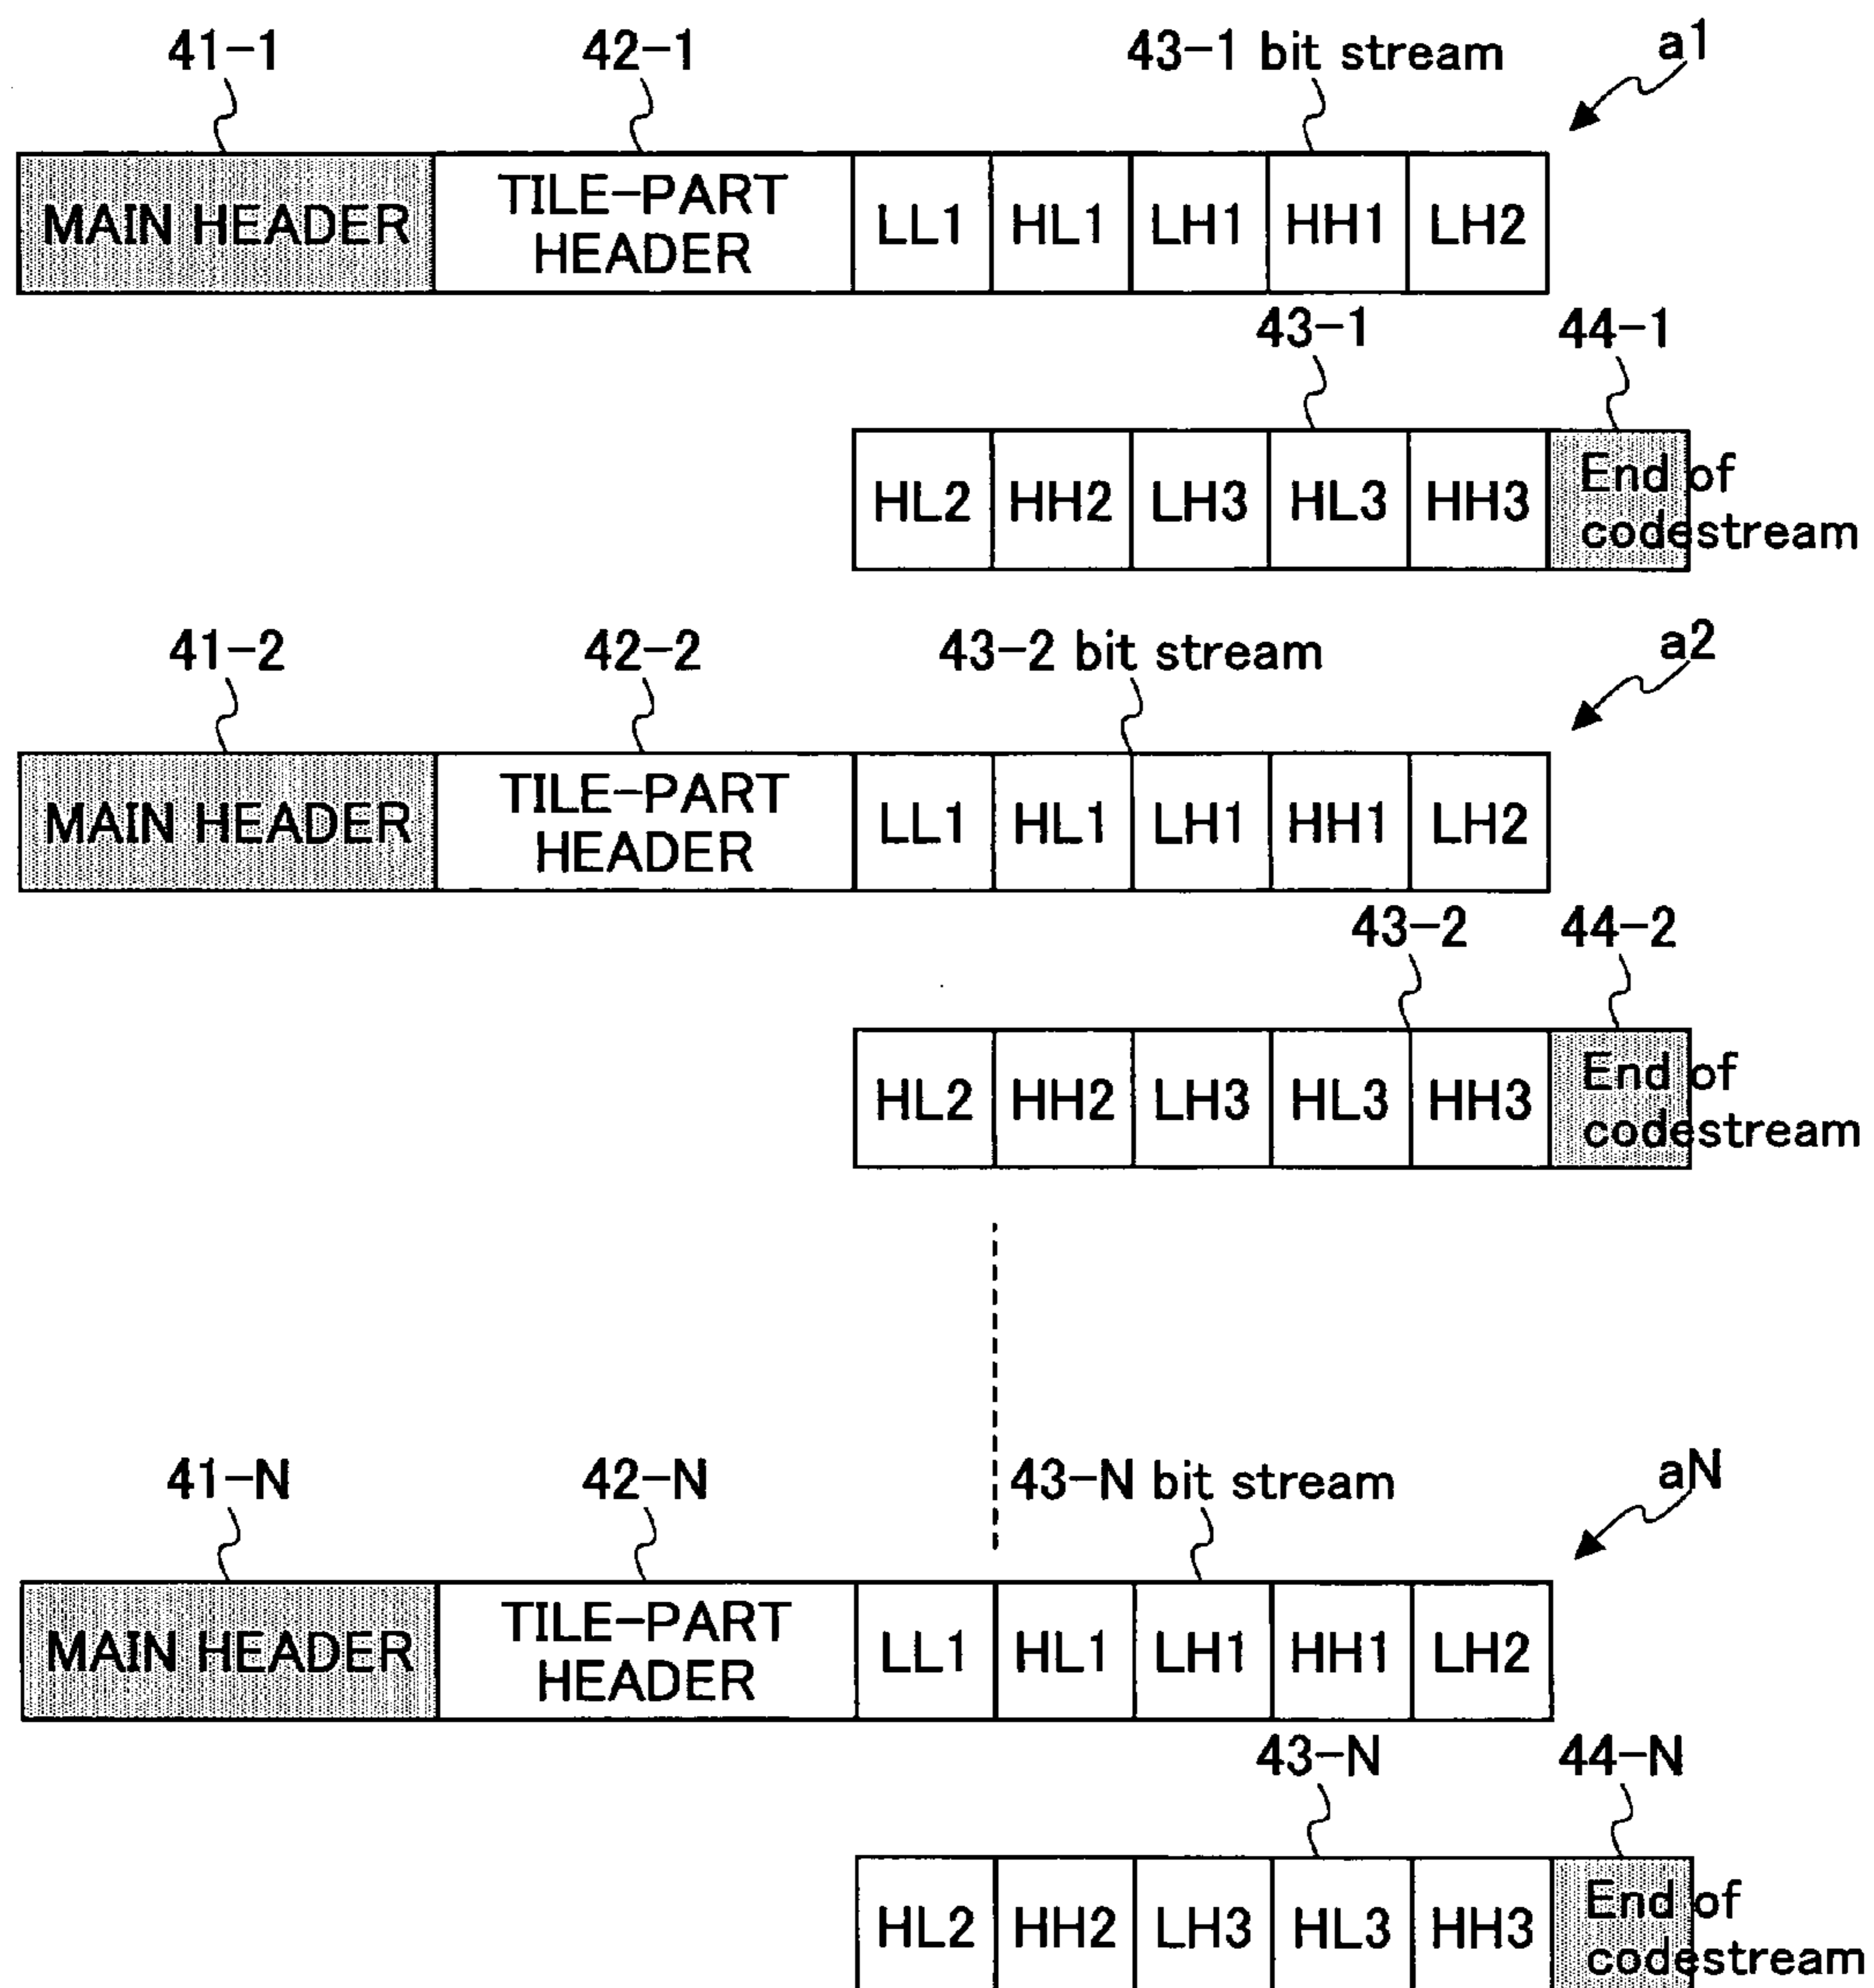 41-1 42-1 43-1 bit stream a1
MAIN HEADER TILE-PART HEADER LL1 HL1 LH1 HH1 LH2
43-1 44-1
HL2 HH2 LH3 HL3 HH3 End of codestream
41-2 42-2 43-2 bit stream a2
MAIN HEADER TILE-PART HEADER LL1 HL1 LH1 HH1 LH2
43-2 44-2
HL2 HH2 LH3 HL3 HH3 End of codestream
41-N 42-N 43-N bit stream aN
MAIN HEADER TILE-PART HEADER LL1 HL1 LH1 HH1 LH2
43-N 44-N
HL2 HH2 LH3 HL3 HH3 End of codestream